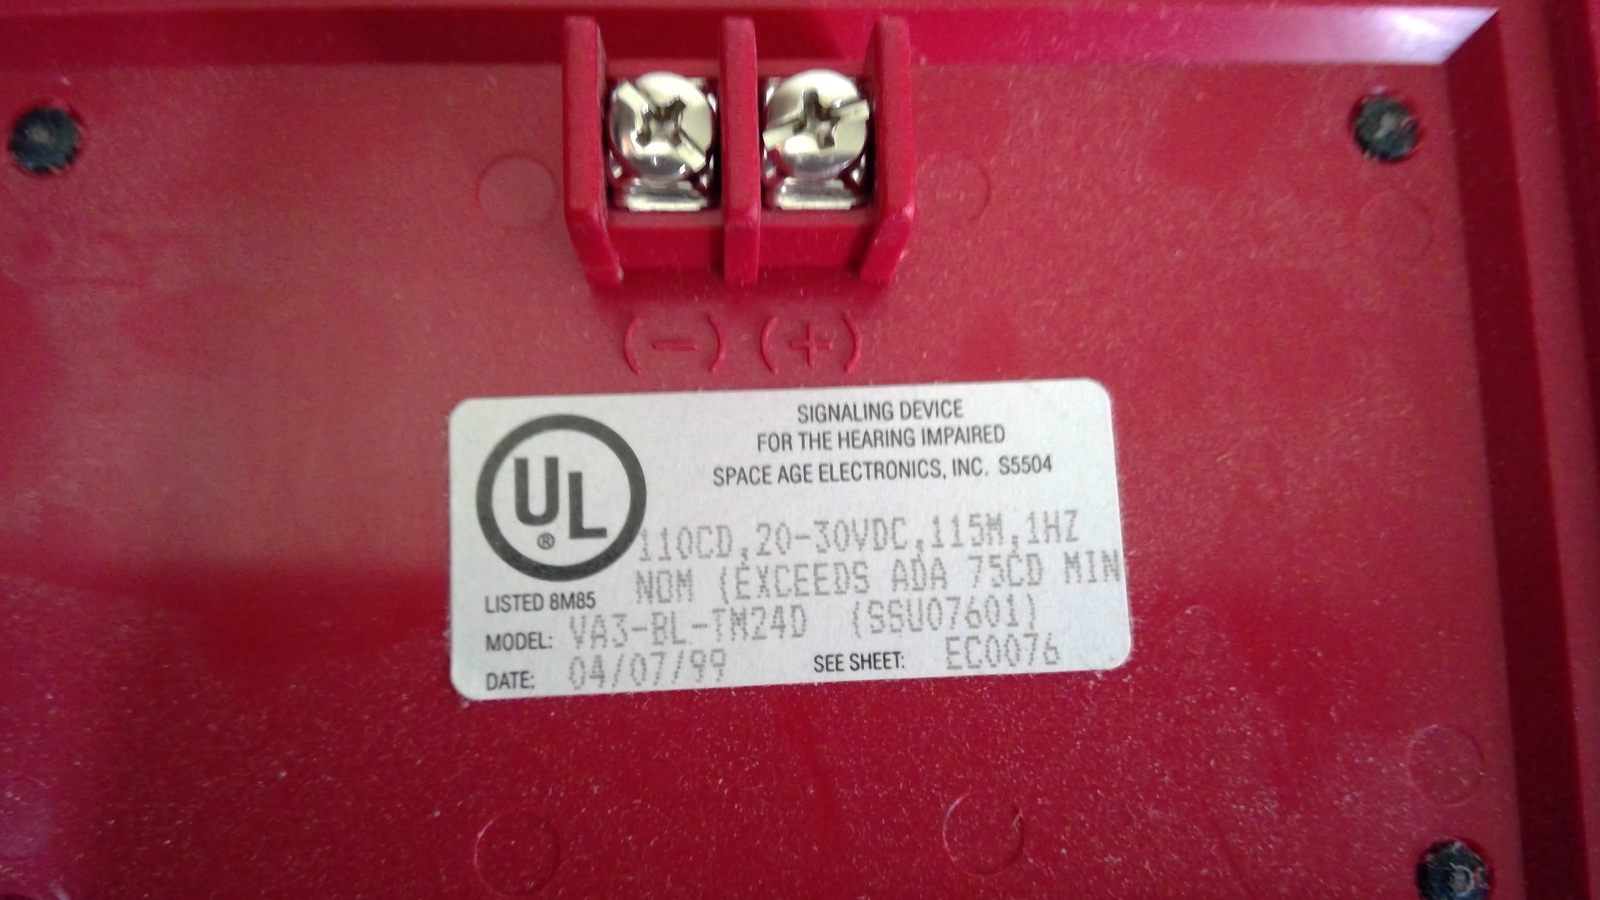 (-) (+)
SIGNALING DEVICE
FOR THE HEARING IMPAIRED
SPACE AGE ELECTRONICS, INC. S5504
UL
®
110CD,20-30VDC,115M,1HZ
NOM (EXCEEDS ADA 75CD MIN
LISTED 8M85
MODEL: VA3-BL-TM24D (SSU07601)
DATE: 04/07/99 SEE SHEET: EC0076